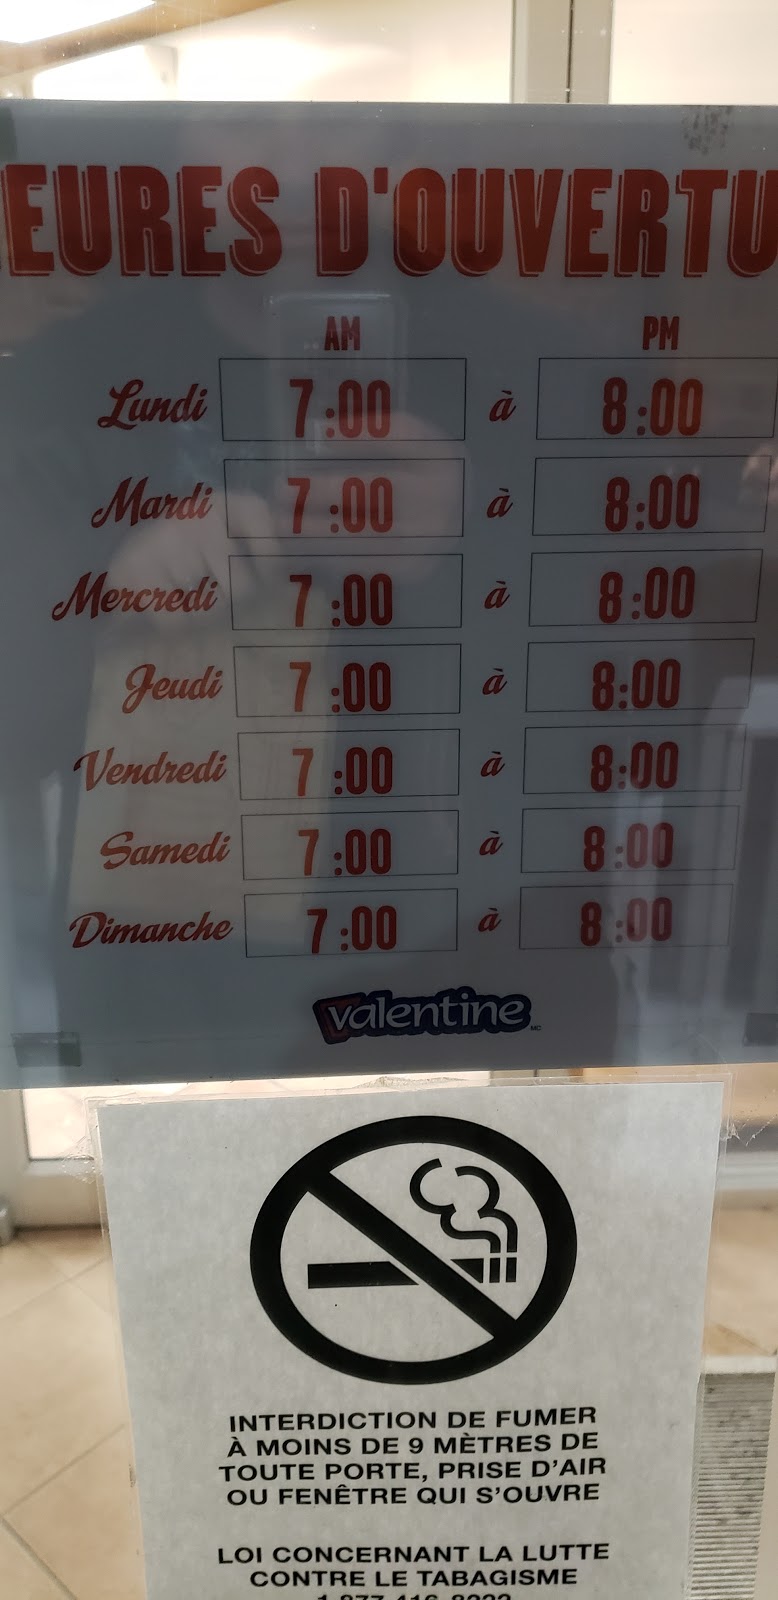 EURES D'OUVERTU
AM PM
Lundi 7:00 à 8:00
Mardi 7:00 à 8:00
Mercredi 7:00 à 8:00
Jeudi 7:00 à 8:00
Vendredi 7:00 à 8:00
Samedi 7:00 à 8:00
Dimanche 7:00 à 8:00
valentine MC
INTERDICTION DE FUMER
À MOINS DE 9 MÈTRES DE
TOUTE PORTE, PRISE D'AIR
OU FENÊTRE QUI S'OUVRE
LOI CONCERNANT LA LUTTE
CONTRE LE TABAGISME